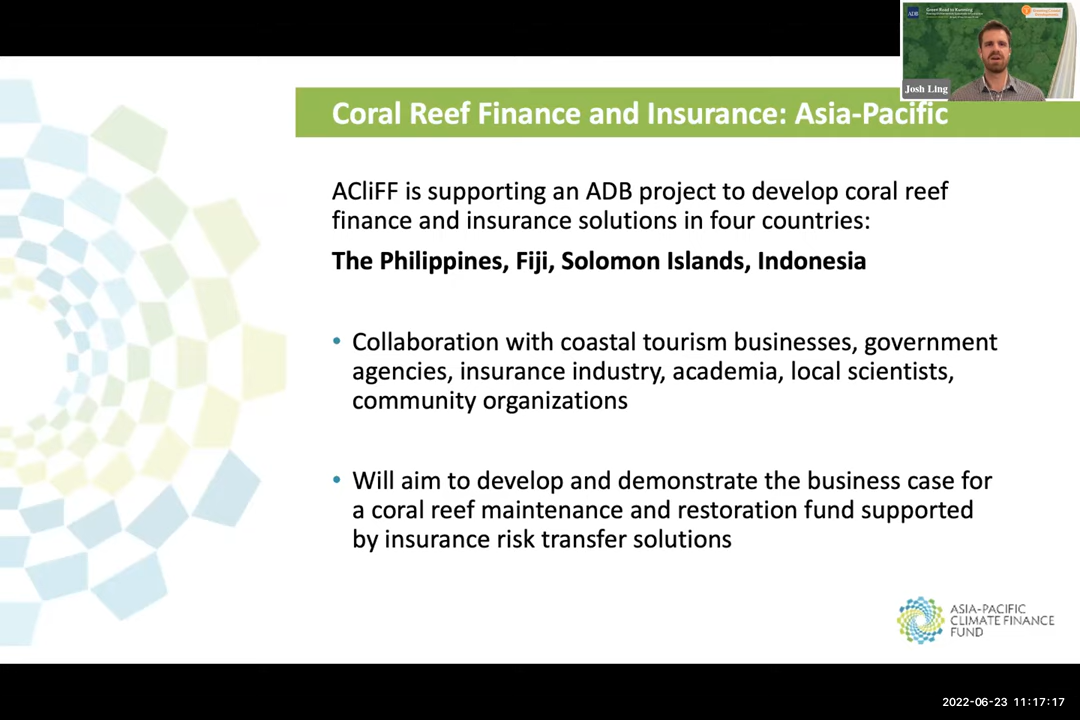 ADB
Josh Ling
Coral Reef Finance and Insurance: Asia-Pacific
ACliFF is supporting an ADB project to develop coral reef
finance and insurance solutions in four countries:
The Philippines, Fiji, Solomon Islands, Indonesia
• Collaboration with coastal tourism businesses, government
agencies, insurance industry, academia, local scientists,
community organizations
• Will aim to develop and demonstrate the business case for
a coral reef maintenance and restoration fund supported
by insurance risk transfer solutions
ASIA-PACIFIC
CLIMATE FINANCE
FUND
2022-06-23 11:17:17